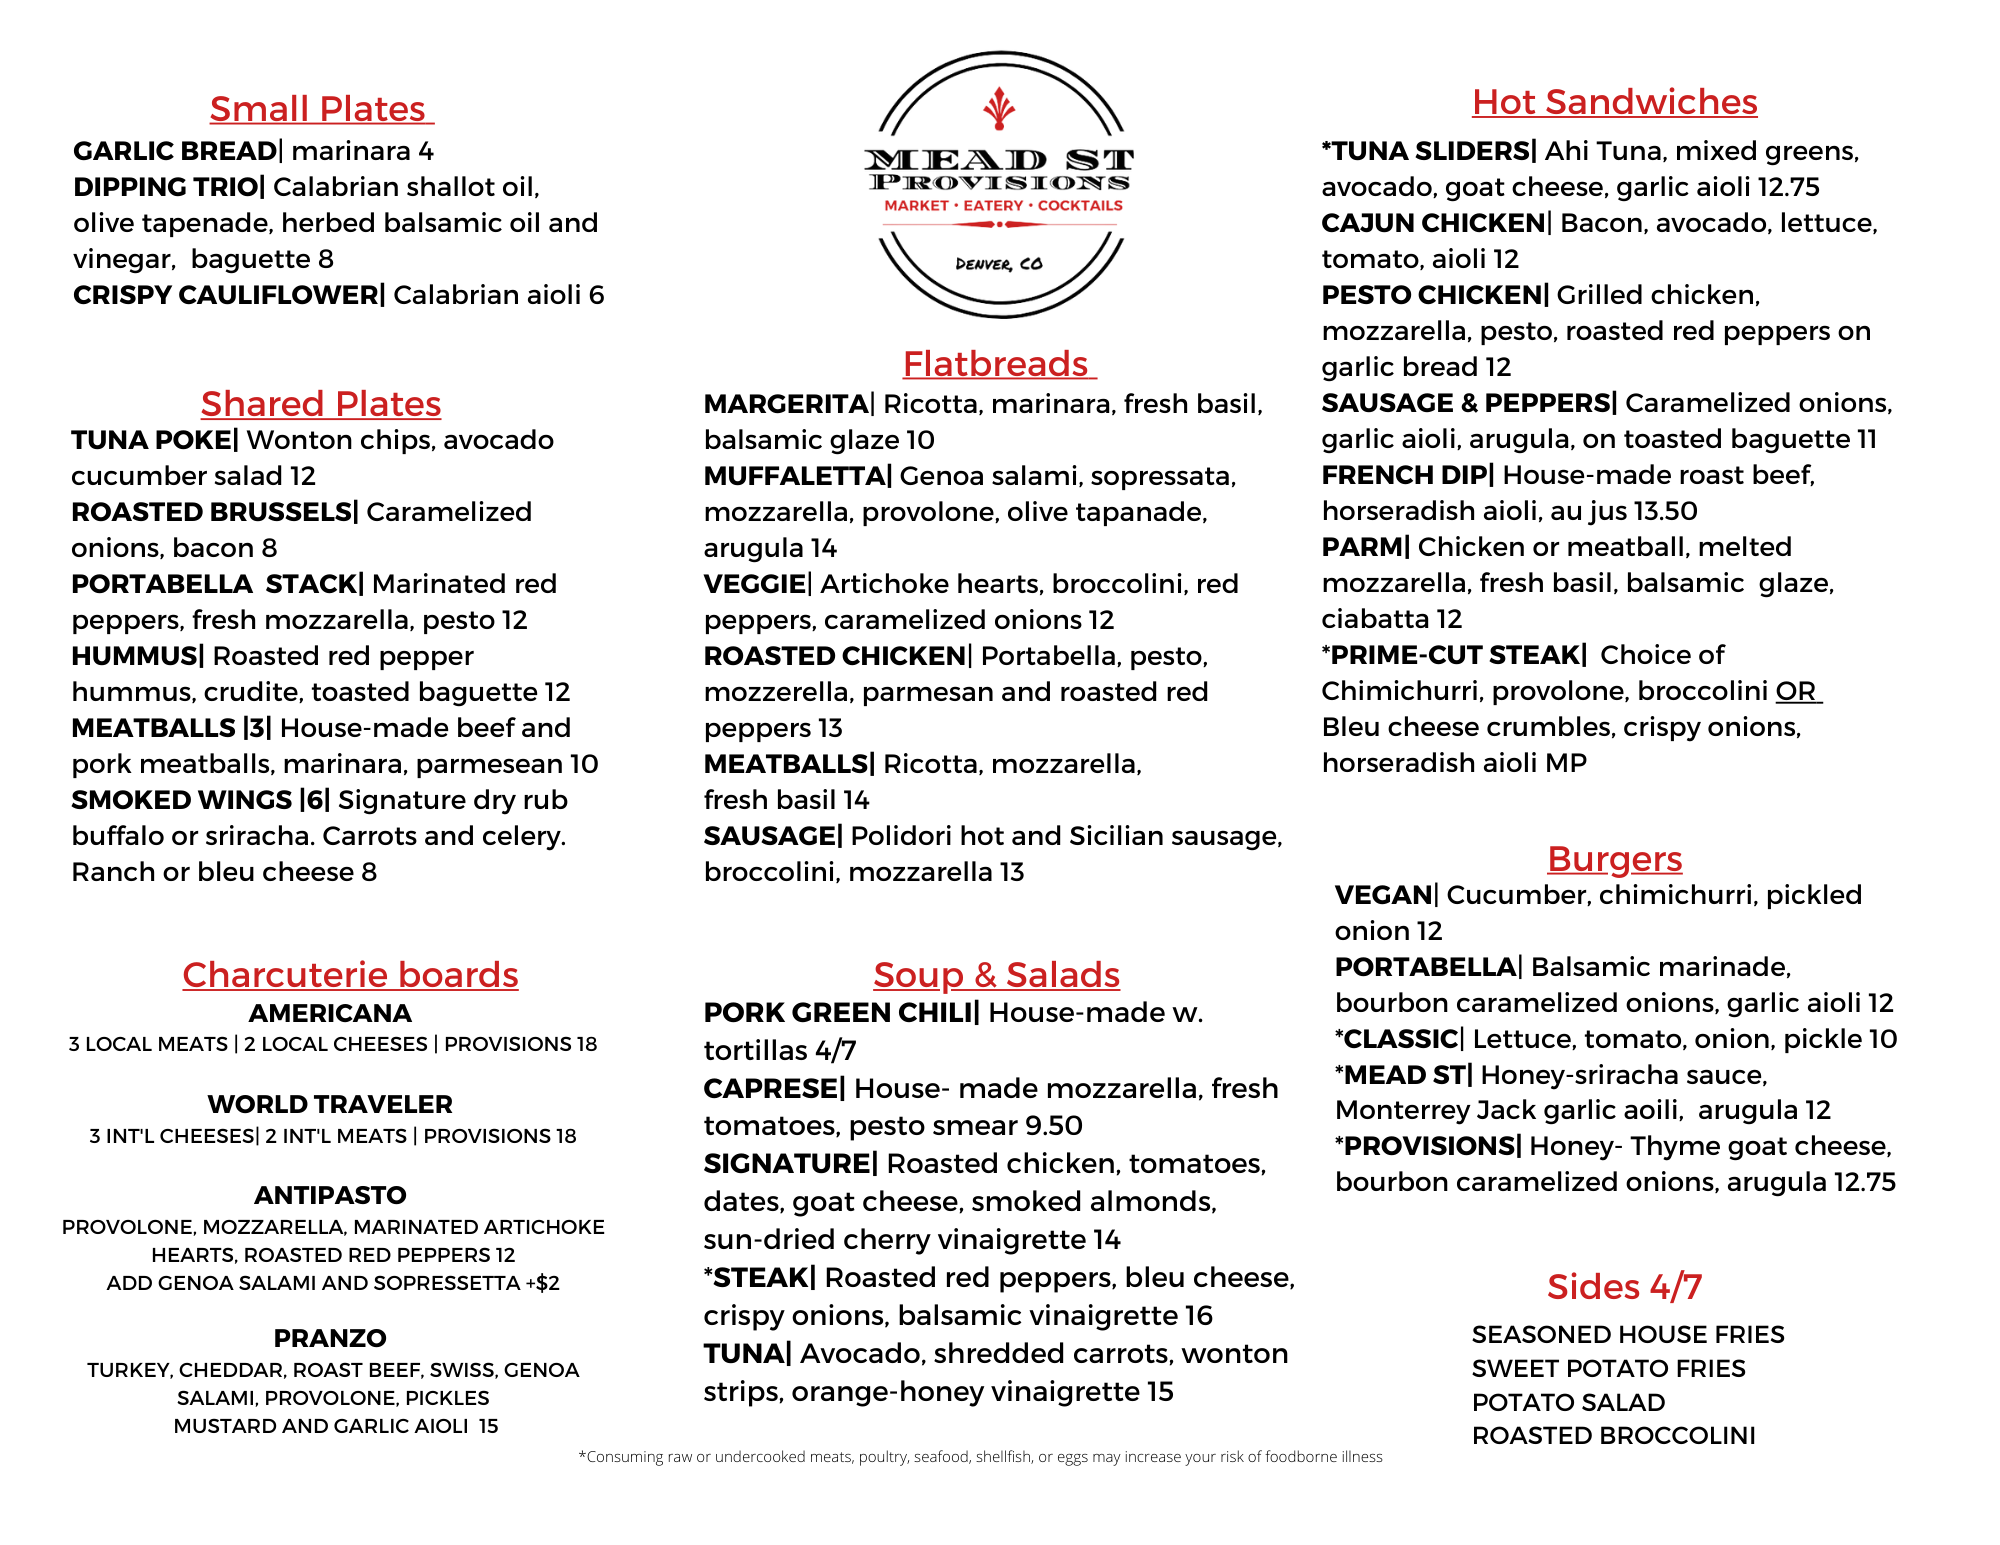 Small Plates
GARLIC BREAD| marinara 4
DIPPING TRIO| Calabrian shallot oil,
olive tapenade, herbed balsamic oil and
vinegar, baguette 8
CRISPY CAULIFLOWER| Calabrian aioli 6
Shared Plates
TUNA POKE| Wonton chips, avocado
cucumber salad 12
ROASTED BRUSSELS| Caramelized
onions, bacon 8
PORTABELLA STACK| Marinated red
peppers, fresh mozzarella, pesto 12
HUMMUS| Roasted red pepper
hummus, crudite, toasted baguette 12
MEATBALLS |3| House-made beef and
pork meatballs, marinara, parmesean 10
SMOKED WINGS |6| Signature dry rub
buffalo or sriracha. Carrots and celery.
Ranch or bleu cheese 8
Charcuterie boards
AMERICANA
3 LOCAL MEATS | 2 LOCAL CHEESES | PROVISIONS 18
WORLD TRAVELER
3 INT'L CHEESES| 2 INT'L MEATS | PROVISIONS 18
ANTIPASTO
PROVOLONE, MOZZARELLA, MARINATED ARTICHOKE
HEARTS, ROASTED RED PEPPERS 12
ADD GENOA SALAMI AND SOPRESSETTA +$2
PRANZO
TURKEY, CHEDDAR, ROAST BEEF, SWISS, GENOA
SALAMI, PROVOLONE, PICKLES
MUSTARD AND GARLIC AIOLI 15
MEAD ST
PROVISIONS
MARKET • EATERY • COCKTAILS
DENVER, CO
Flatbreads
MARGERITA| Ricotta, marinara, fresh basil,
balsamic glaze 10
MUFFALETTA| Genoa salami, sopressata,
mozzarella, provolone, olive tapanade,
arugula 14
VEGGIE| Artichoke hearts, broccolini, red
peppers, caramelized onions 12
ROASTED CHICKEN| Portabella, pesto,
mozzerella, parmesan and roasted red
peppers 13
MEATBALLS| Ricotta, mozzarella,
fresh basil 14
SAUSAGE| Polidori hot and Sicilian sausage,
broccolini, mozzarella 13
Soup & Salads
PORK GREEN CHILI| House-made w.
tortillas 4/7
CAPRESE| House- made mozzarella, fresh
tomatoes, pesto smear 9.50
SIGNATURE| Roasted chicken, tomatoes,
dates, goat cheese, smoked almonds,
sun-dried cherry vinaigrette 14
*STEAK| Roasted red peppers, bleu cheese,
crispy onions, balsamic vinaigrette 16
TUNA| Avocado, shredded carrots, wonton
strips, orange-honey vinaigrette 15
Hot Sandwiches
*TUNA SLIDERS| Ahi Tuna, mixed greens,
avocado, goat cheese, garlic aioli 12.75
CAJUN CHICKEN| Bacon, avocado, lettuce,
tomato, aioli 12
PESTO CHICKEN| Grilled chicken,
mozzarella, pesto, roasted red peppers on
garlic bread 12
SAUSAGE & PEPPERS| Caramelized onions,
garlic aioli, arugula, on toasted baguette 11
FRENCH DIP| House-made roast beef,
horseradish aioli, au jus 13.50
PARM| Chicken or meatball, melted
mozzarella, fresh basil, balsamic glaze,
ciabatta 12
*PRIME-CUT STEAK| Choice of
Chimichurri, provolone, broccolini OR
Bleu cheese crumbles, crispy onions,
horseradish aioli MP
Burgers
VEGAN| Cucumber, chimichurri, pickled
onion 12
PORTABELLA| Balsamic marinade,
bourbon caramelized onions, garlic aioli 12
*CLASSIC| Lettuce, tomato, onion, pickle 10
*MEAD ST| Honey-sriracha sauce,
Monterrey Jack garlic aoili, arugula 12
*PROVISIONS| Honey- Thyme goat cheese,
bourbon caramelized onions, arugula 12.75
Sides 4/7
SEASONED HOUSE FRIES
SWEET POTATO FRIES
POTATO SALAD
ROASTED BROCCOLINI
*Consuming raw or undercooked meats, poultry, seafood, shellfish, or eggs may increase your risk of foodborne illness